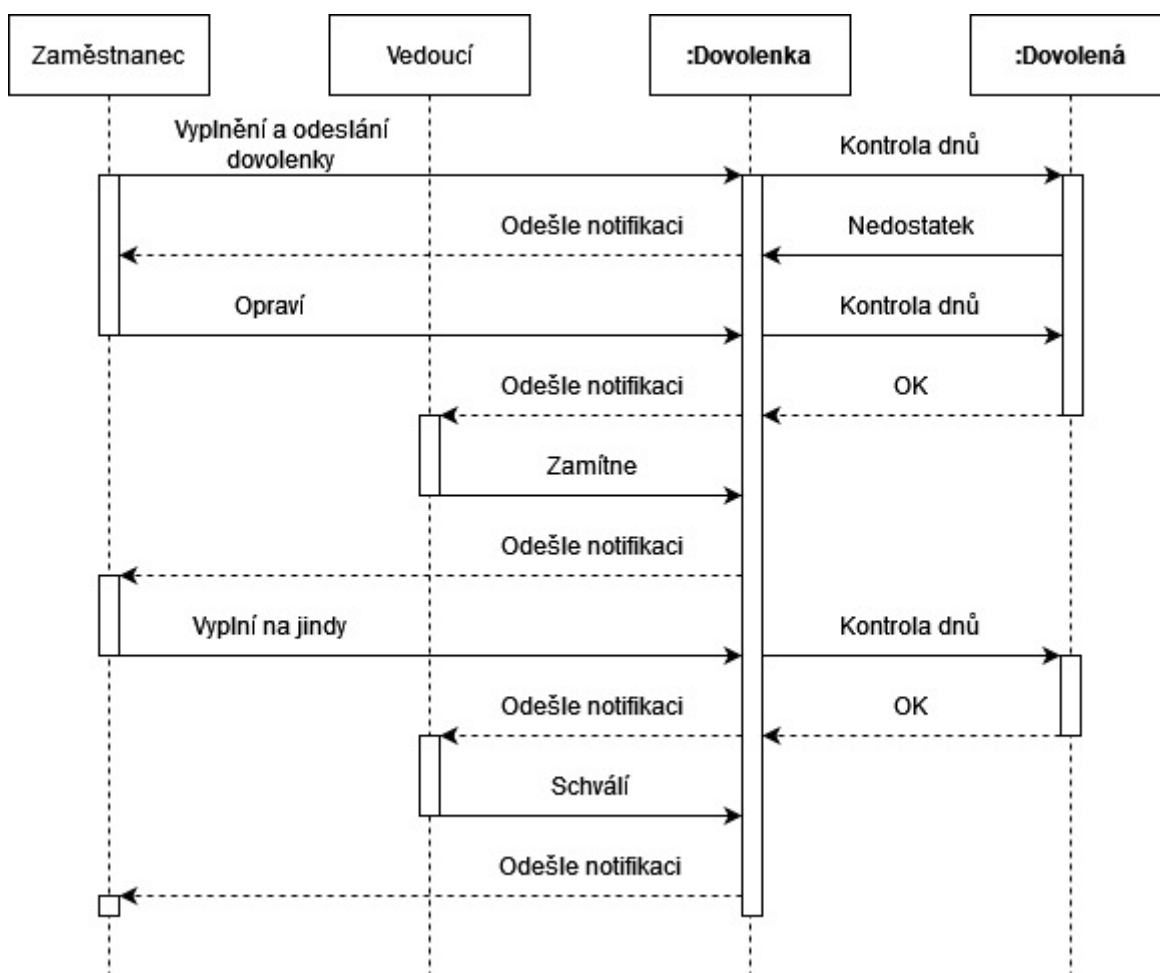 Zaměstnanec
Vedoucí
:Dovolenka
:Dovolená
Vyplnění a odeslání
dovolenky
Kontrola dnů
Odešle notifikaci
Nedostatek
Opraví
Kontrola dnů
Odešle notifikaci
OK
Zamítne
Odešle notifikaci
Vyplní na jindy
Kontrola dnů
Odešle notifikaci
OK
Schválí
Odešle notifikaci